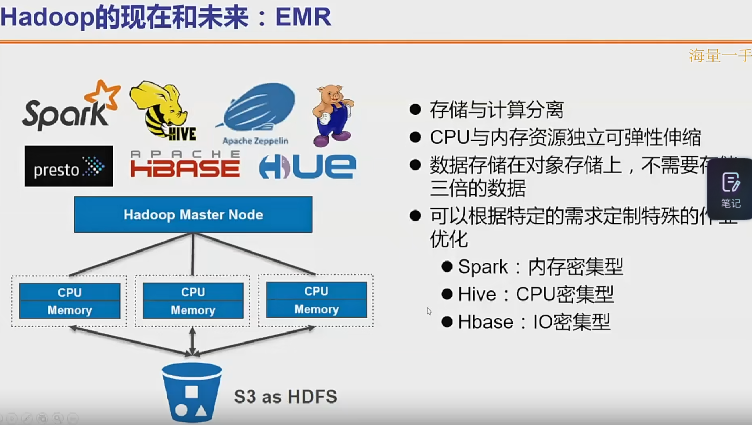 Hadoop的现在和未来：EMR
海量一
Spark
HIVE
Apache Zeppelin
presto
APACHE
HBASE
HUE
Hadoop Master Node
CPU
Memory
CPU
Memory
CPU
Memory
S3 as HDFS
● 存储与计算分离
● CPU与内存资源独立可弹性伸缩
● 数据存储在对象存储上，不需要存
三倍的数据
● 可以根据特定的需求定制特殊的作
优化
● Spark：内存密集型
● Hive：CPU密集型
● Hbase：IO密集型
笔记